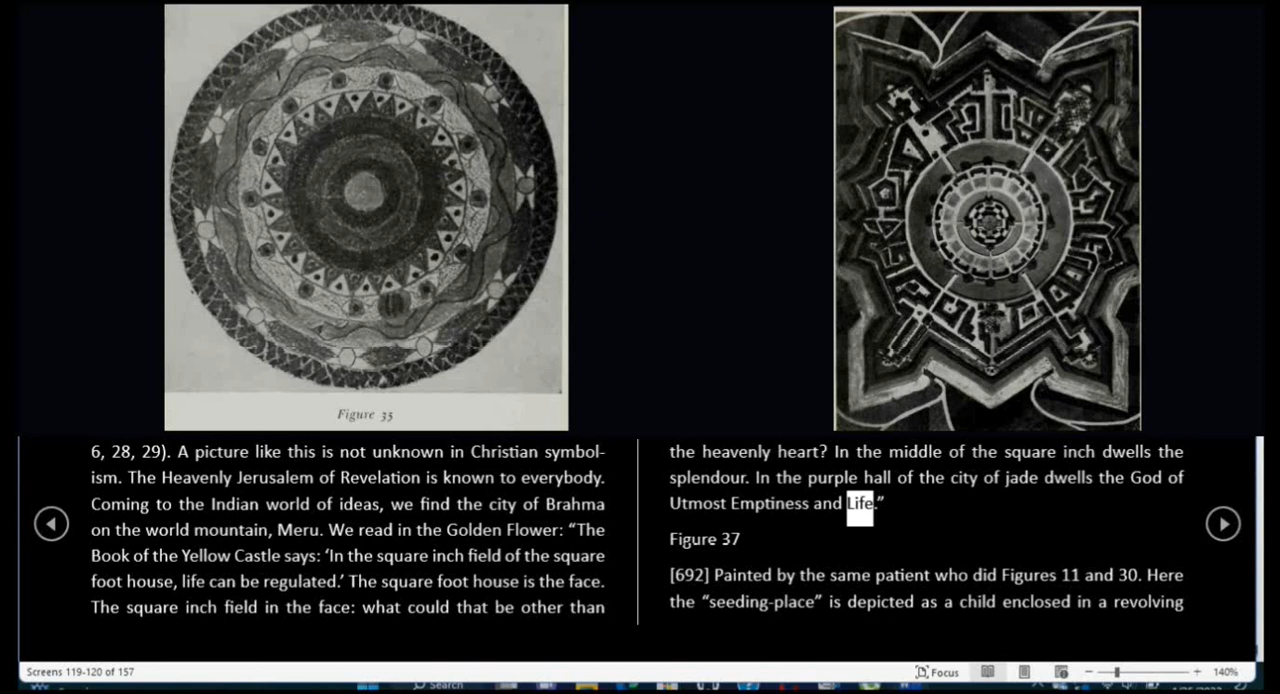 Figure 35
6, 28, 29). A picture like this is not unknown in Christian symbol-
ism. The Heavenly Jerusalem of Revelation is known to everybody.
Coming to the Indian world of ideas, we find the city of Brahma
on the world mountain, Meru. We read in the Golden Flower: “The
Book of the Yellow Castle says: ‘In the square inch field of the square
foot house, life can be regulated.’ The square foot house is the face.
The square inch field in the face: what could that be other than
the heavenly heart? In the middle of the square inch dwells the
splendour. In the purple hall of the city of jade dwells the God of
Utmost Emptiness and Life.”
Figure 37
[692] Painted by the same patient who did Figures 11 and 30. Here
the “seeding-place” is depicted as a child enclosed in a revolving
Screens 119-120 of 157
Focus
140%
Search